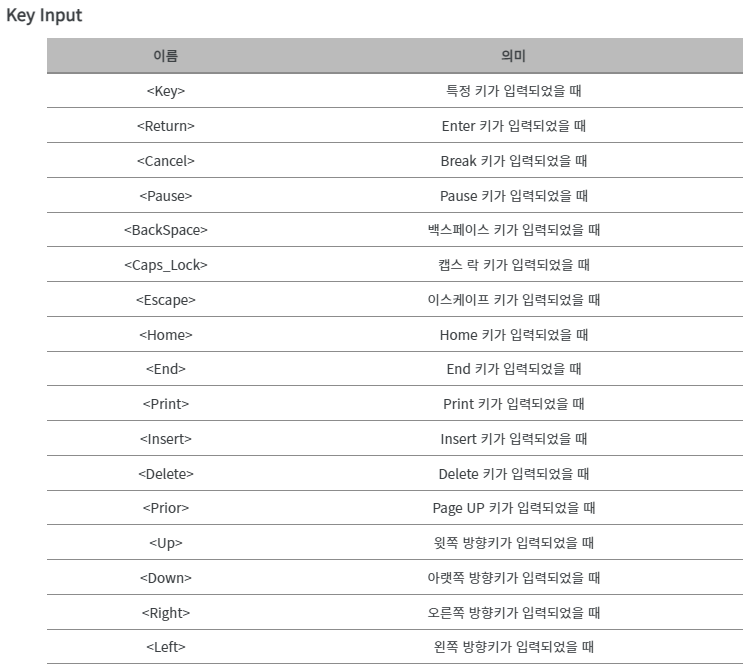 Key Input
이름 의미
<Key> 특정 키가 입력되었을 때
<Return> Enter 키가 입력되었을 때
<Cancel> Break 키가 입력되었을 때
<Pause> Pause 키가 입력되었을 때
<BackSpace> 백스페이스 키가 입력되었을 때
<Caps_Lock> 캡스 락 키가 입력되었을 때
<Escape> 이스케이프 키가 입력되었을 때
<Home> Home 키가 입력되었을 때
<End> End 키가 입력되었을 때
<Print> Print 키가 입력되었을 때
<Insert> Insert 키가 입력되었을 때
<Delete> Delete 키가 입력되었을 때
<Prior> Page UP 키가 입력되었을 때
<Up> 윗쪽 방향키가 입력되었을 때
<Down> 아랫쪽 방향키가 입력되었을 때
<Right> 오른쪽 방향키가 입력되었을 때
<Left> 왼쪽 방향키가 입력되었을 때